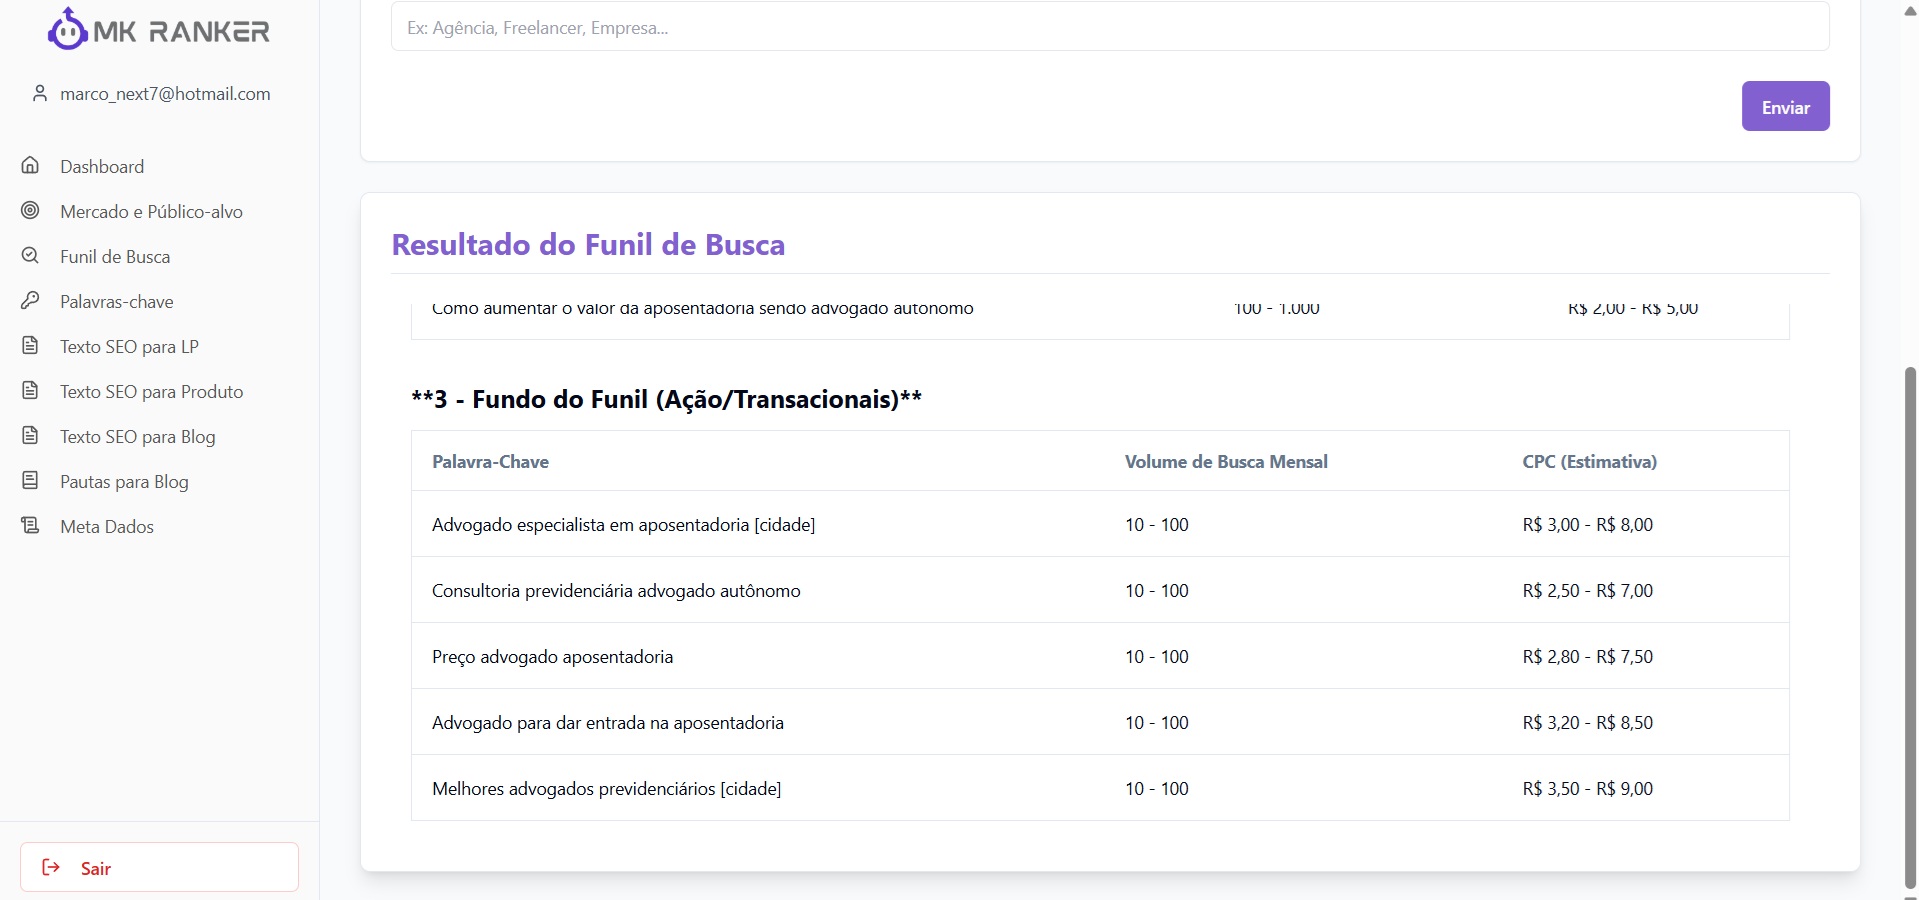 MK RANKER
marco_next7@hotmail.com
Dashboard
Mercado e Público-alvo
Funil de Busca
Palavras-chave
Texto SEO para LP
Texto SEO para Produto
Texto SEO para Blog
Pautas para Blog
Meta Dados
Sair
Ex: Agência, Freelancer, Empresa...
Enviar
Resultado do Funil de Busca
Como aumentar o valor da aposentadoria sendo advogado autônomo 100 - 1.000 R$ 2,00 - R$ 5,00
**3 - Fundo do Funil (Ação/Transacionais)**
Palavra-Chave Volume de Busca Mensal CPC (Estimativa)
Advogado especialista em aposentadoria [cidade] 10 - 100 R$ 3,00 - R$ 8,00
Consultoria previdenciária advogado autônomo 10 - 100 R$ 2,50 - R$ 7,00
Preço advogado aposentadoria 10 - 100 R$ 2,80 - R$ 7,50
Advogado para dar entrada na aposentadoria 10 - 100 R$ 3,20 - R$ 8,50
Melhores advogados previdenciários [cidade] 10 - 100 R$ 3,50 - R$ 9,00